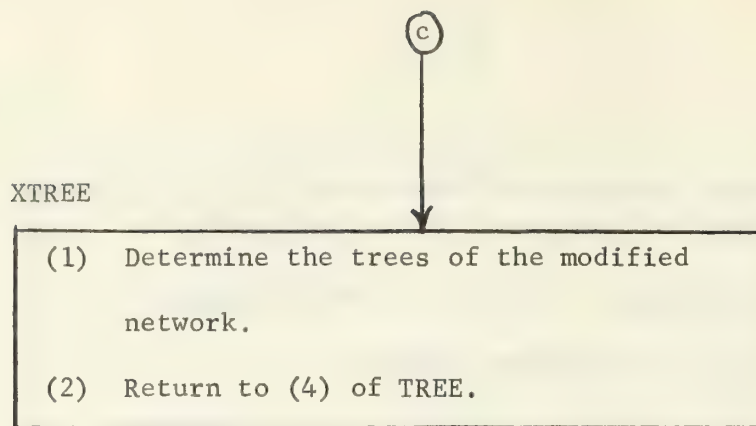 c
XTREE
(1) Determine the trees of the modified
network.
(2) Return to (4) of TREE.